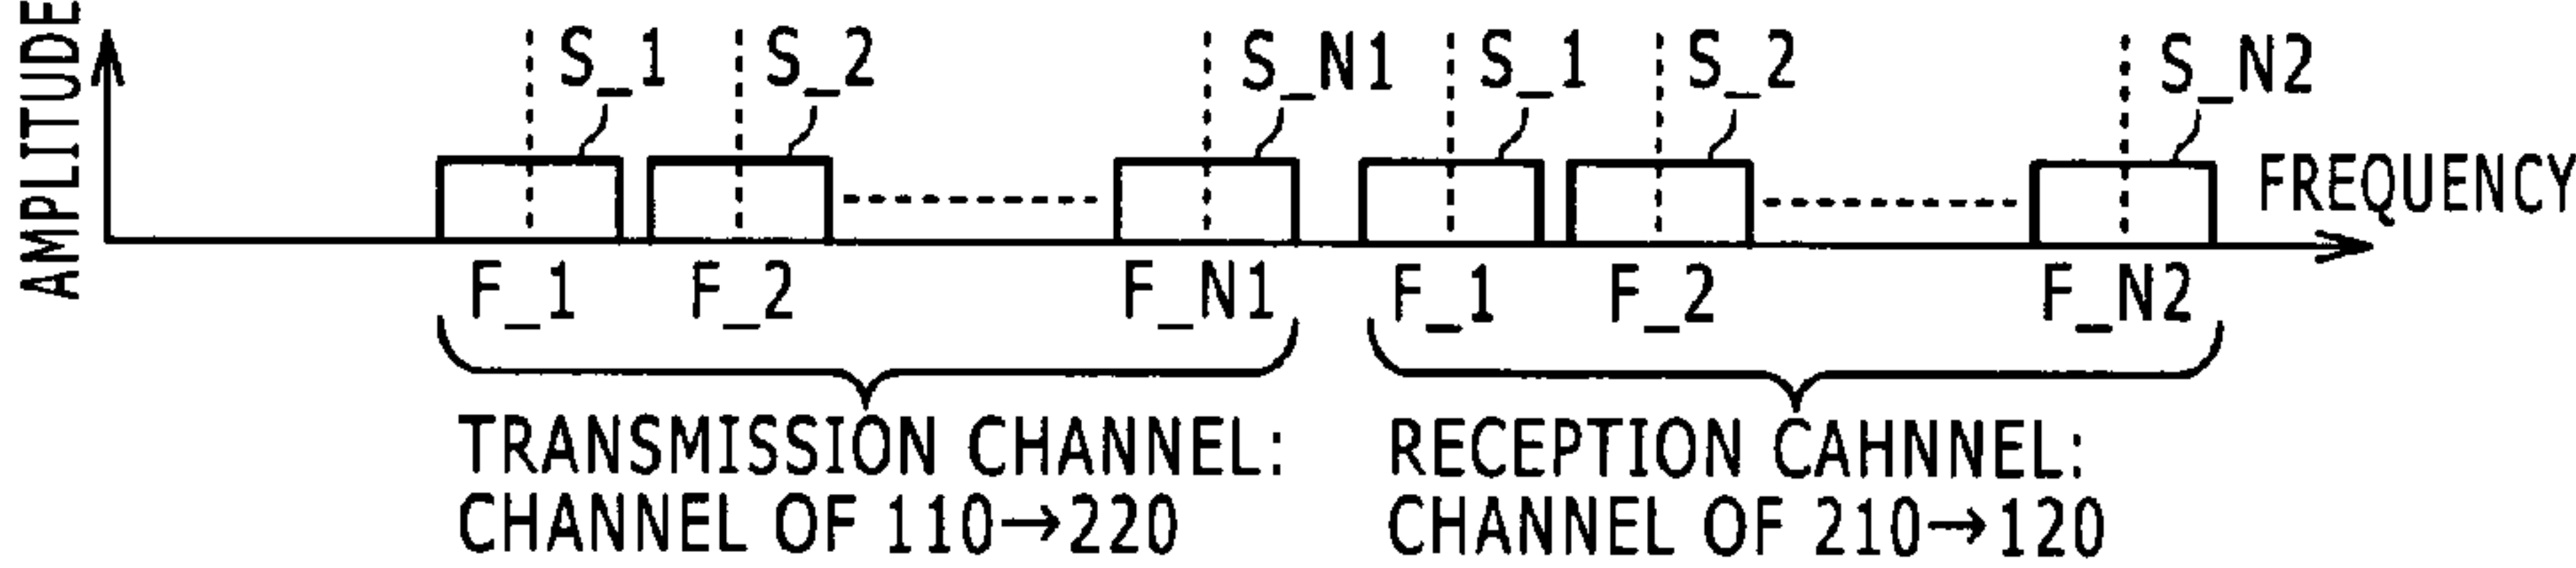 AMPLITUDE
S_1 S_2 S_N1 S_1 S_2 S_N2
FREQUENCY
F_1 F_2 F_N1 F_1 F_2 F_N2
TRANSMISSION CHANNEL:
CHANNEL OF 110→220
RECEPTION CAHNNEL:
CHANNEL OF 210→120